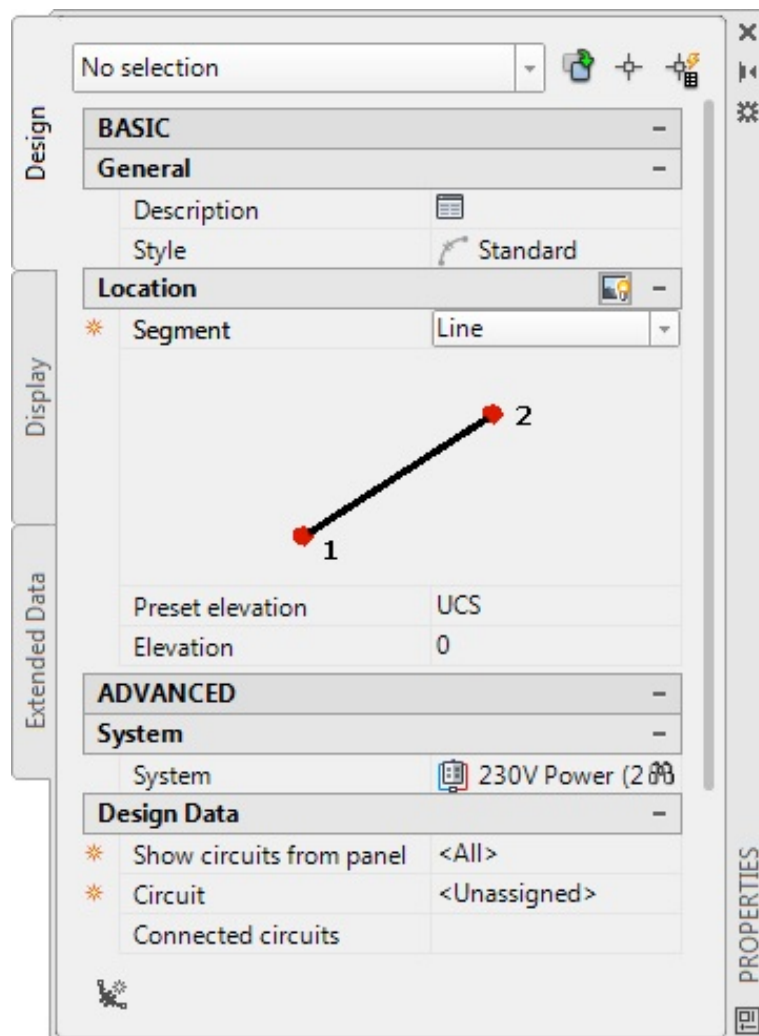 No selection
Design
Display
Extended Data
BASIC
General
Description
Style Standard
Location
Segment Line
2
1
Preset elevation UCS
Elevation 0
ADVANCED
System
System 230V Power (2
Design Data
Show circuits from panel <All>
Circuit <Unassigned>
Connected circuits
PROPERTIES